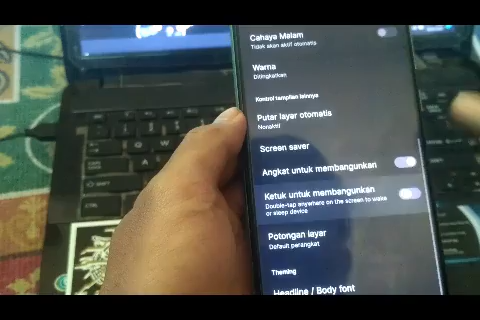 Cahaya Malam
Tidak akan aktif otomatis
Warna
Ditingkatkan
Kontrol tampilan lainnya
Putar layar otomatis
Nonaktif
Screen saver
Angkat untuk membangunkan
Ketuk untuk membangunkan
Double-tap anywhere on the screen to wake
or sleep device
Potongan layar
Default perangkat
Theming
Headline / Body font